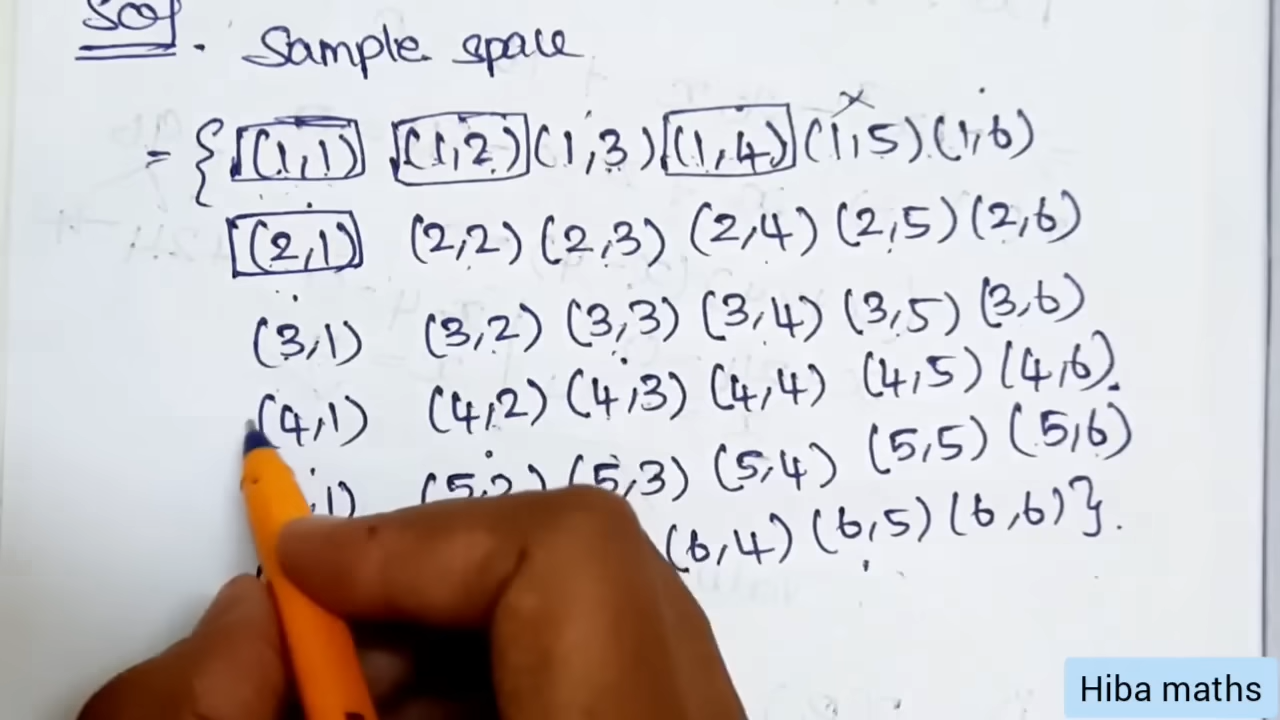 Sol.
Sample space
= { (1,1) (1,2) (1,3) (1,4) (1,5) (1,6)
(2,1) (2,2) (2,3) (2,4) (2,5) (2,6)
(3,1) (3,2) (3,3) (3,4) (3,5) (3,6)
(4,1) (4,2) (4,3) (4,4) (4,5) (4,6).
,1) (5,2) (5,3) (5,4) (5,5) (5,6)
(6,4) (6,5) (6,6) }.
Hiba maths